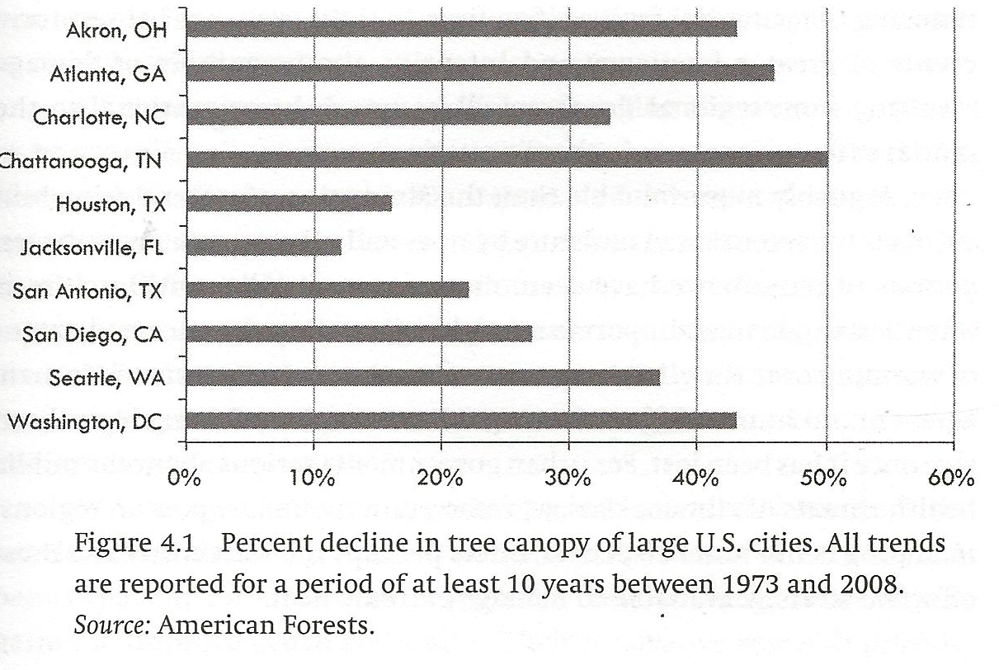 Akron, OH
Atlanta, GA
Charlotte, NC
Chattanooga, TN
Houston, TX
Jacksonville, FL
San Antonio, TX
San Diego, CA
Seattle, WA
Washington, DC
0% 10% 20% 30% 40% 50% 60%
Figure 4.1 Percent decline in tree canopy of large U.S. cities. All trends
are reported for a period of at least 10 years between 1973 and 2008.
Source: American Forests.